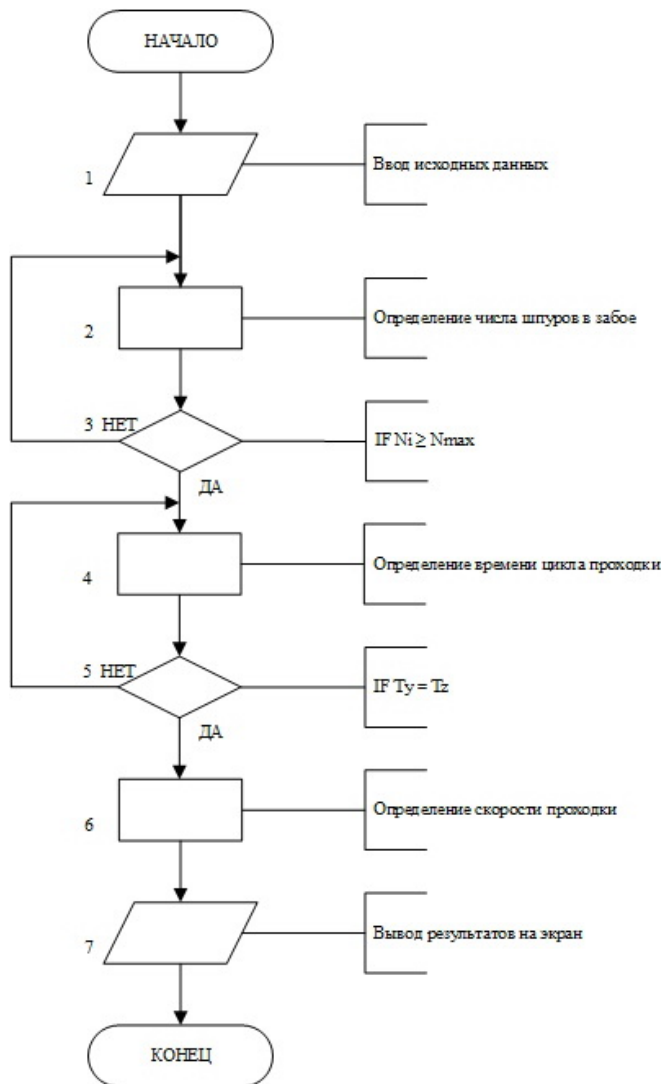 НАЧАЛО
1
Ввод исходных данных
2
Определение числа шпуров в забое
3 НЕТ
IF Ni ≥ Nmax
ДА
4
Определение времени цикла проходки
5 НЕТ
IF Ty = Tz
ДА
6
Определение скорости проходки
7
Вывод результатов на экран
КОНЕЦ